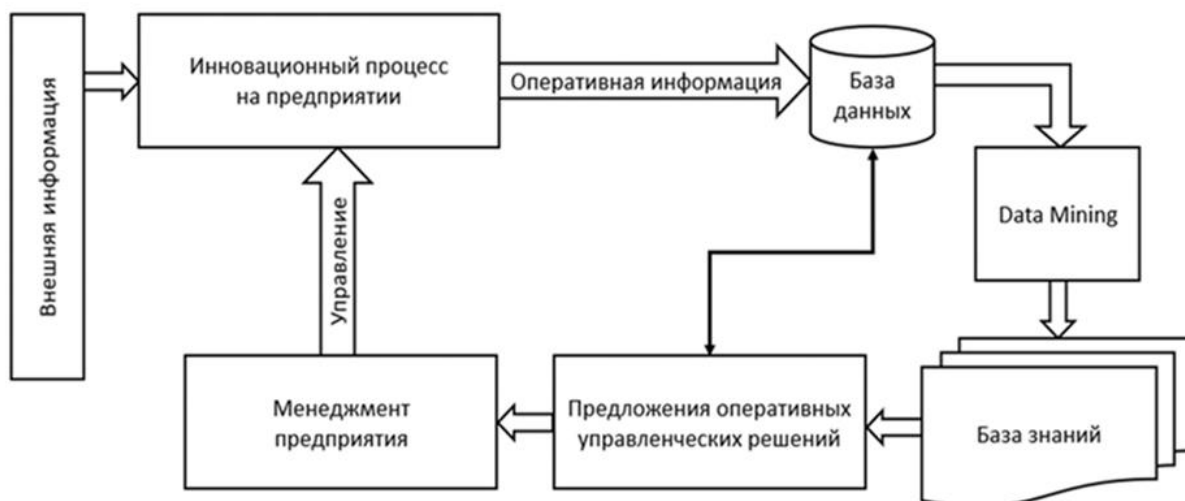 Внешняя информация
Инновационный процесс
на предприятии
Оперативная информация
База
данных
Data Mining
Управление
Менеджмент
предприятия
Предложения оперативных
управленческих решений
База знаний